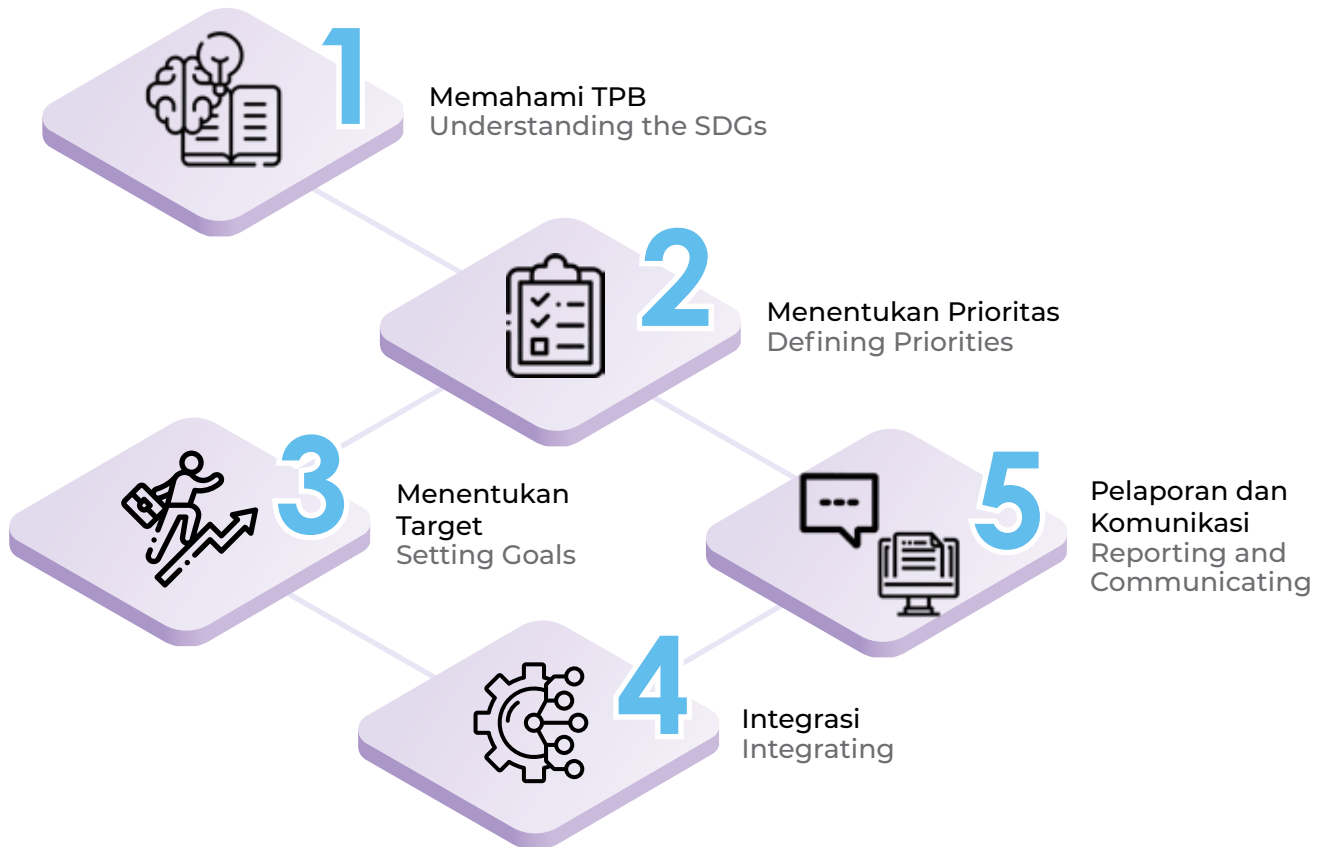 1
Memahami TPB
Understanding the SDGs
2
Menentukan Prioritas
Defining Priorities
3
Menentukan
Target
Setting Goals
4
Integrasi
Integrating
5
Pelaporan dan
Komunikasi
Reporting and
Communicating